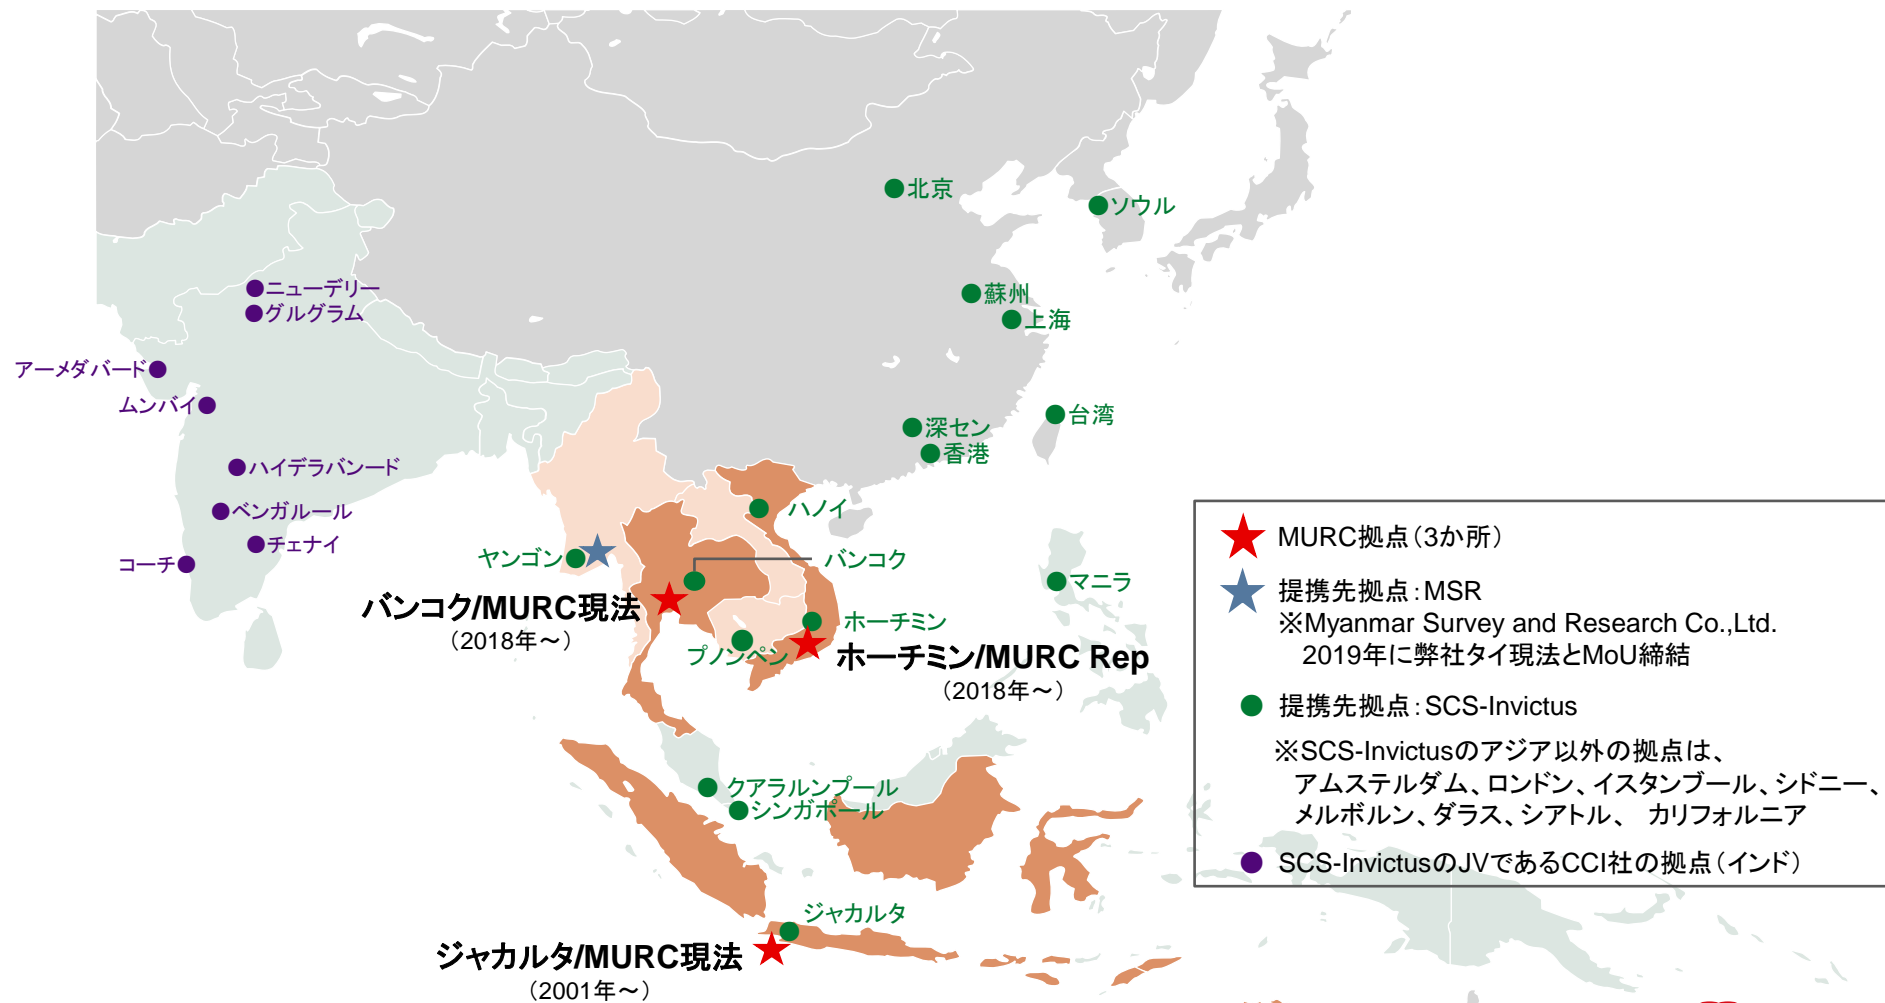 北京
ソウル
ニューデリー
グルグラム
蘇州
上海
アーメダバード
ムンバイ
台湾
深セン
香港
ハイデラバンード
ベンガルール
ハノイ
チェナイ
コーチ
ヤンゴン
バンコク
マニラ
バンコク/MURC現法
(2018年~)
ホーチミン
プノンペン
ホーチミン/MURC Rep
(2018年~)
クアラルンプール
シンガポール
ジャカルタ
ジャカルタ/MURC現法
(2001年~)
MURC拠点(3か所)
提携先拠点:MSR
※Myanmar Survey and Research Co.,Ltd.
2019年に弊社タイ現法とMoU締結
提携先拠点:SCS-Invictus
※SCS-Invictusのアジア以外の拠点は、
アムステルダム、ロンドン、イスタンブール、シドニー、
メルボルン、ダラス、シアトル、 カリフォルニア
SCS-InvictusのJVであるCCI社の拠点(インド)